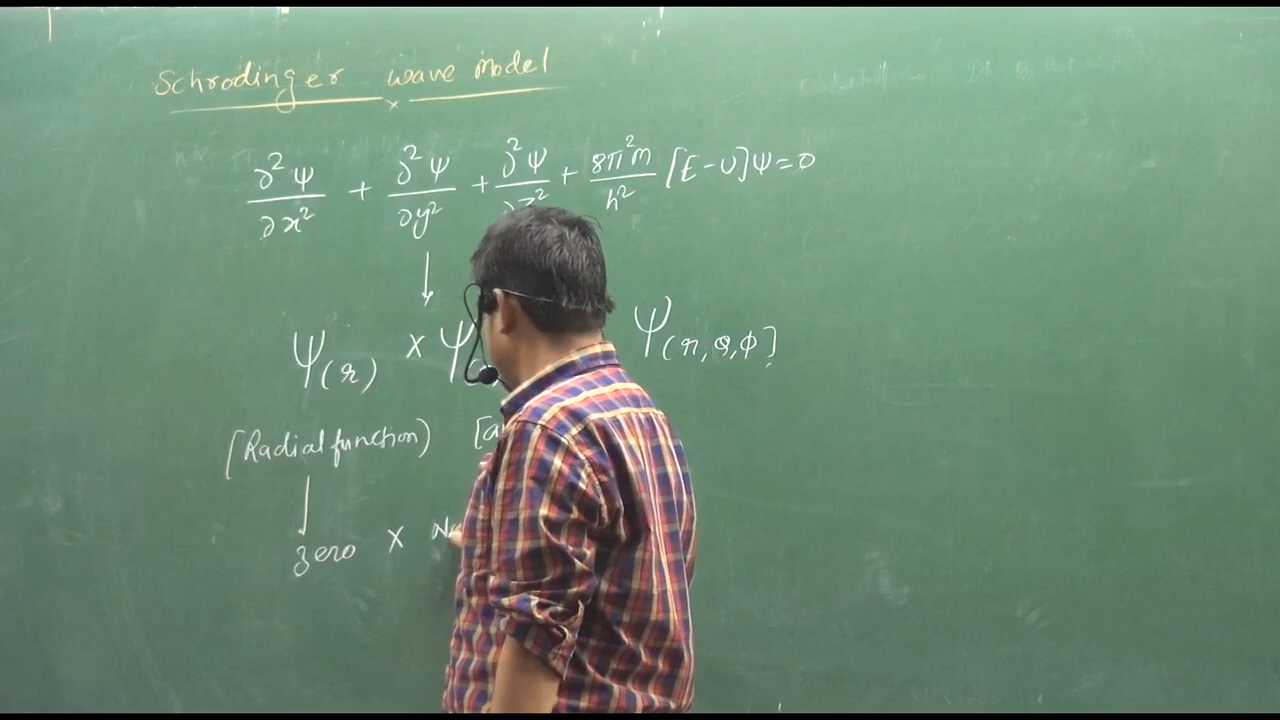 Schrodinger wave model
∂²Ψ/∂x² + ∂²Ψ/∂y² + ∂²Ψ/∂z² + 8π²m/h² [E-U]Ψ=0
↓
Ψ(r) × Ψ( Ψ(r,θ,φ]
[Radial function) [a
↓
zero ×